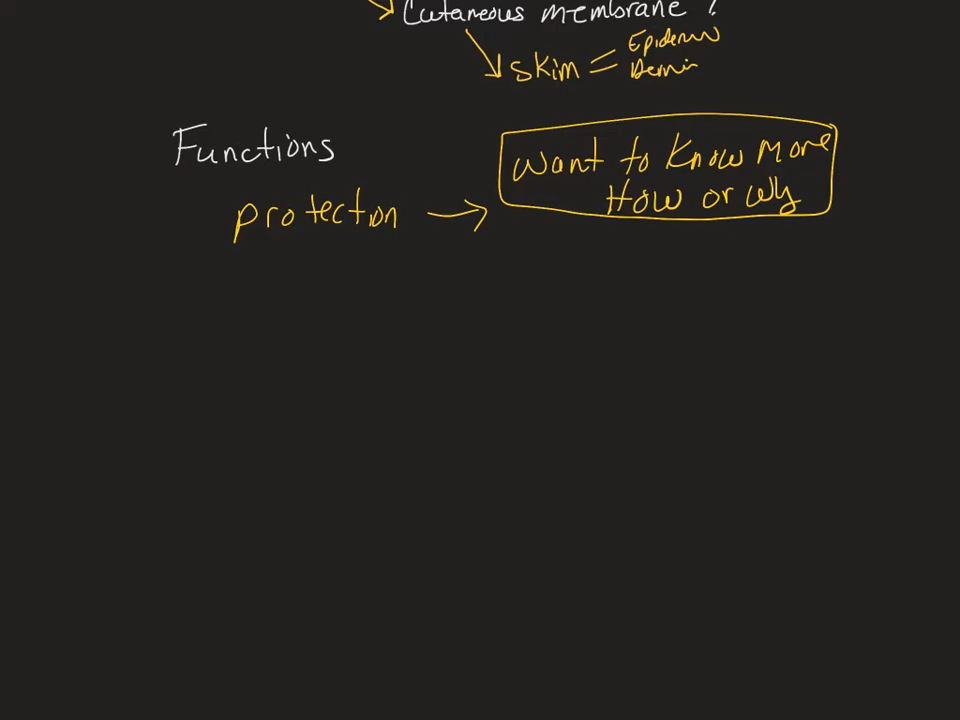 Cutaneous membrane ?
Epidermis
skin =
Dermis
Functions
want to know more
How or why
protection →